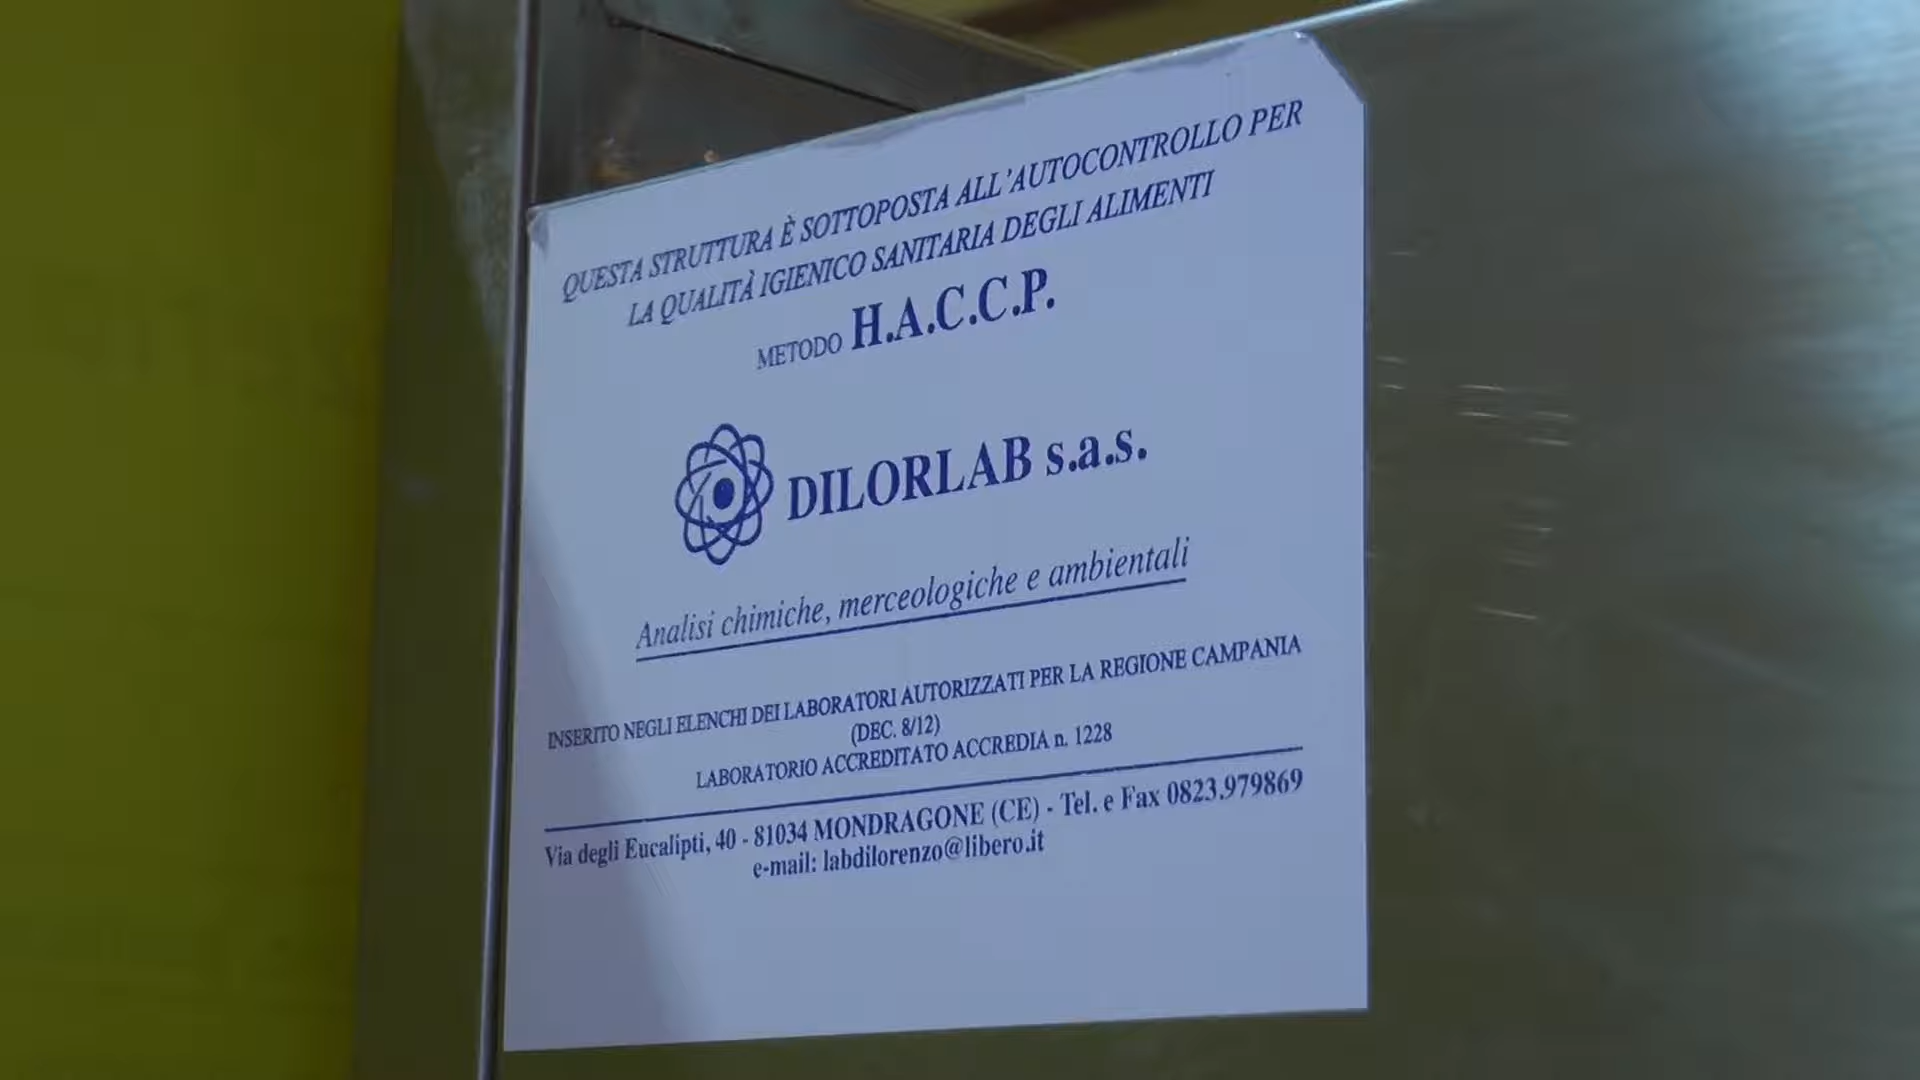 QUESTA STRUTTURA È SOTTOPOSTA ALL'AUTOCONTROLLO PER
LA QUALITÀ IGIENICO SANITARIA DEGLI ALIMENTI
METODO H.A.C.C.P.
DILORLAB s.a.s.
Analisi chimiche, merceologiche e ambientali
INSERITO NEGLI ELENCHI DEI LABORATORI AUTORIZZATI PER LA REGIONE CAMPANIA
(DEC. 8/12)
LABORATORIO ACCREDITATO ACCREDIA n. 1228
Via degli Eucalipti, 40 - 81034 MONDRAGONE (CE) - Tel. e Fax 0823.979869
e-mail: labdilorenzo@libero.it